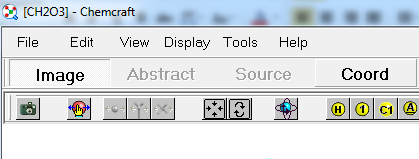 [CH2O3] - Chemcraft
File Edit View Display Tools Help
Image Abstract Source Coord
H 1 C1 A